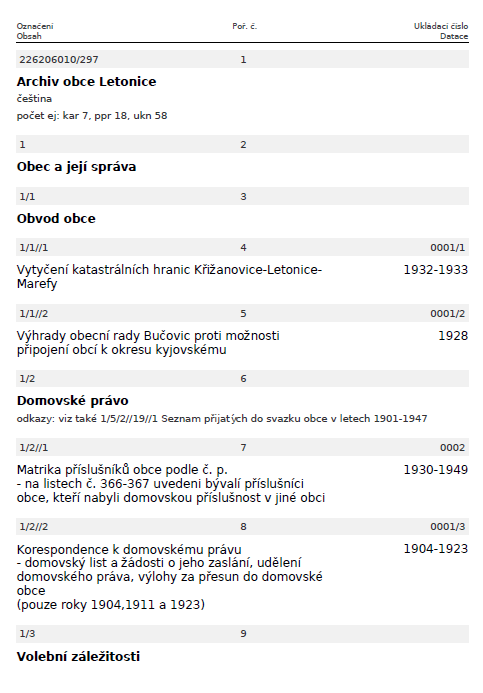 Označení Poř. č. Ukládací číslo
Obsah Datace
226206010/297 1
Archiv obce Letonice
čeština
počet ej: kar 7, ppr 18, ukn 58
1 2
Obec a její správa
1/1 3
Obvod obce
1/1//1 4 0001/1
Vytyčení katastrálních hranic Křižanovice-Letonice- 1932-1933
Marefy
1/1//2 5 0001/2
Výhrady obecní rady Bučovic proti možnosti 1928
připojení obcí k okresu kyjovskému
1/2 6
Domovské právo
odkazy: viz také 1/5/2//19//1 Seznam přijatých do svazku obce v letech 1901-1947
1/2//1 7 0002
Matrika příslušníků obce podle č. p. 1930-1949
- na listech č. 366-367 uvedeni bývalí příslušníci
obce, kteří nabyli domovskou příslušnost v jiné obci
1/2//2 8 0001/3
Korespondence k domovskému právu 1904-1923
- domovský list a žádosti o jeho zaslání, udělení
domovského práva, výlohy za přesun do domovské
obce
(pouze roky 1904,1911 a 1923)
1/3 9
Volební záležitosti